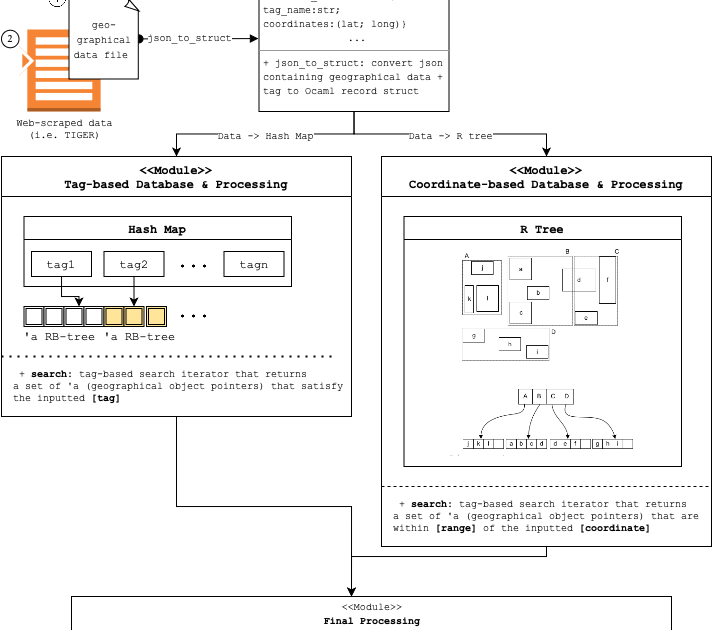 tag_name:str;
coordinates:(lat; long)}
...
geo-
graphical
data file
json_to_struct
2
+ json_to_struct: convert json
containing geographical data +
tag to Ocaml record struct
Web-scraped data
(i.e. TIGER)
Data -> Hash Map
Data -> R tree
<<Module>>
Tag-based Database & Processing
Hash Map
tag1
tag2
...
tagn
...
'a RB-tree 'a RB-tree
+ search: tag-based search iterator that returns
a set of 'a (geographical object pointers) that satisfy
the inputted [tag]
<<Module>>
Coordinate-based Database & Processing
R Tree
A
B
C
j
a
d
f
k
l
b
c
e
D
g
h
i
A B C D
j k l
a b c d
d e f
g h i
+ search: tag-based search iterator that returns
a set of 'a (geographical object pointers) that are
within [range] of the inputted [coordinate]
<<Module>>
Final Processing